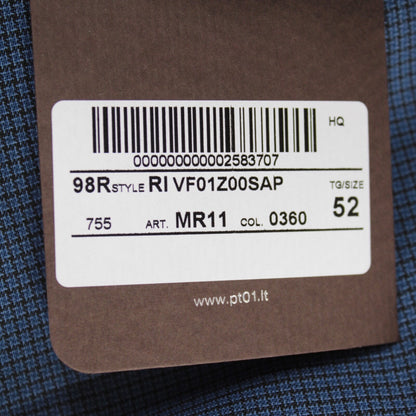 HQ
000000000002583707
98R STYLE RI VF01Z00SAP
TG/SIZE
52
755 ART. MR11 COL. 0360
www.pt01.it